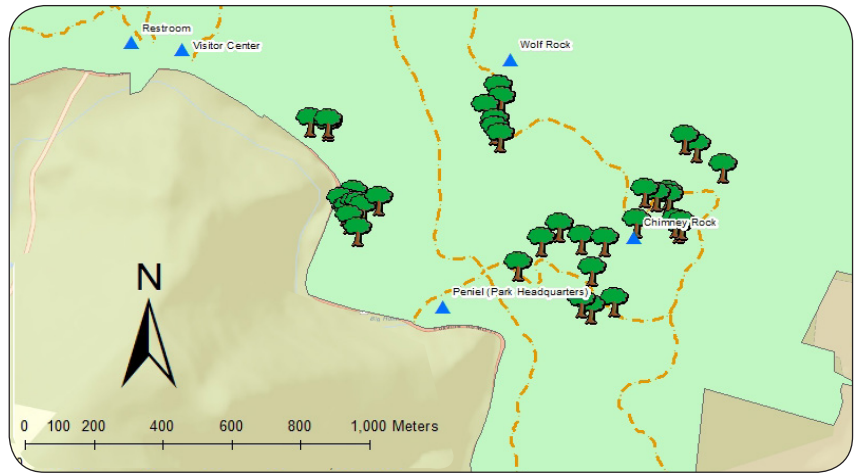 Restroom
Visitor Center
Wolf Rock
Chimney Rock
Peniel (Park Headquarters)
N
0 100 200 400 600 800 1,000 Meters